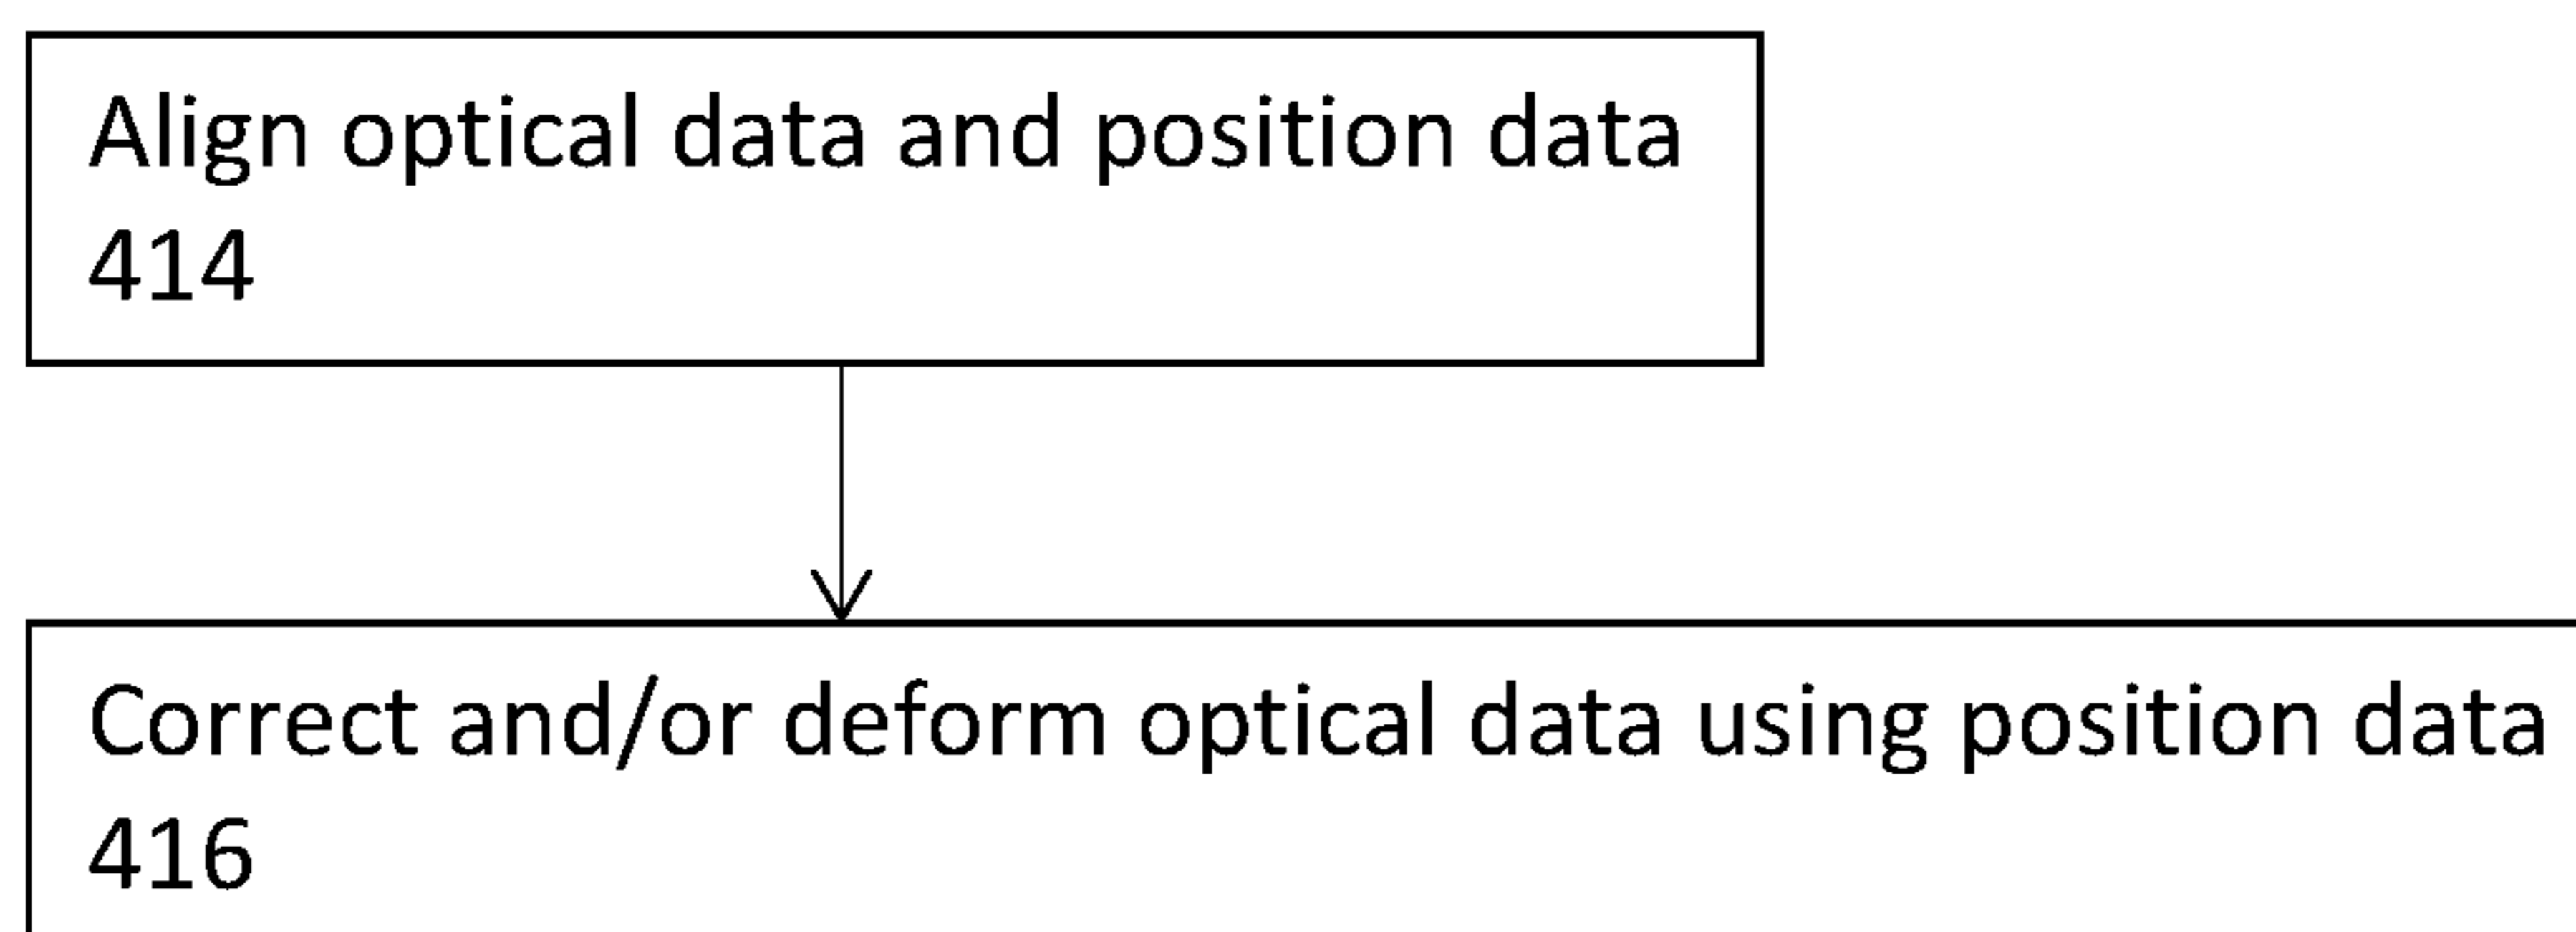 Align optical data and position data
414
Correct and/or deform optical data using position data
416